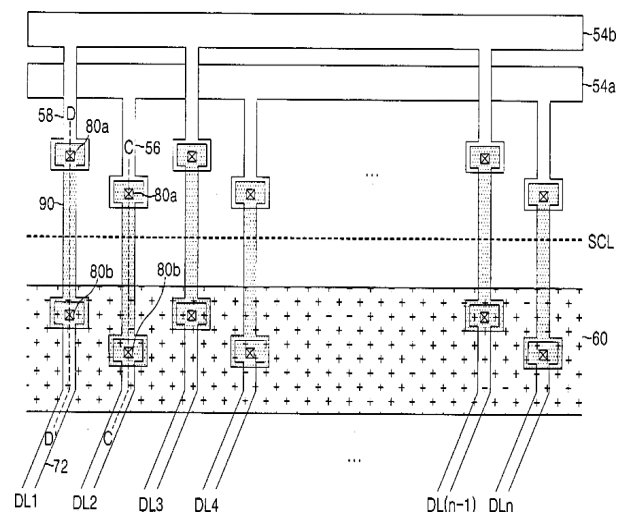 54b
54a
58
D
80a
C
56
80a
90
...
SCL
80b
80b
60
D
72
C
...
DL1
DL2
DL3
DL4
DL(n-1)
DLn